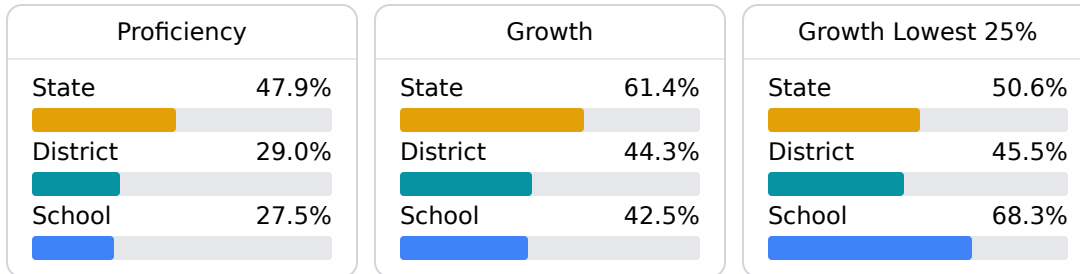 Proficiency
State 47.9%
District 29.0%
School 27.5%
Growth
State 61.4%
District 44.3%
School 42.5%
Growth Lowest 25%
State 50.6%
District 45.5%
School 68.3%